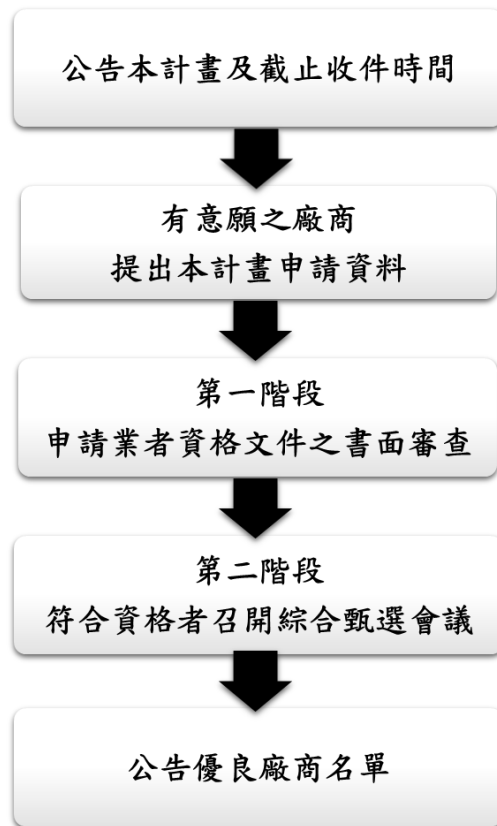 公告本計畫及截止收件時間
有意願之廠商
提出本計畫申請資料
第一階段
申請業者資格文件之書面審查
第二階段
符合資格者召開綜合甄選會議
公告優良廠商名單